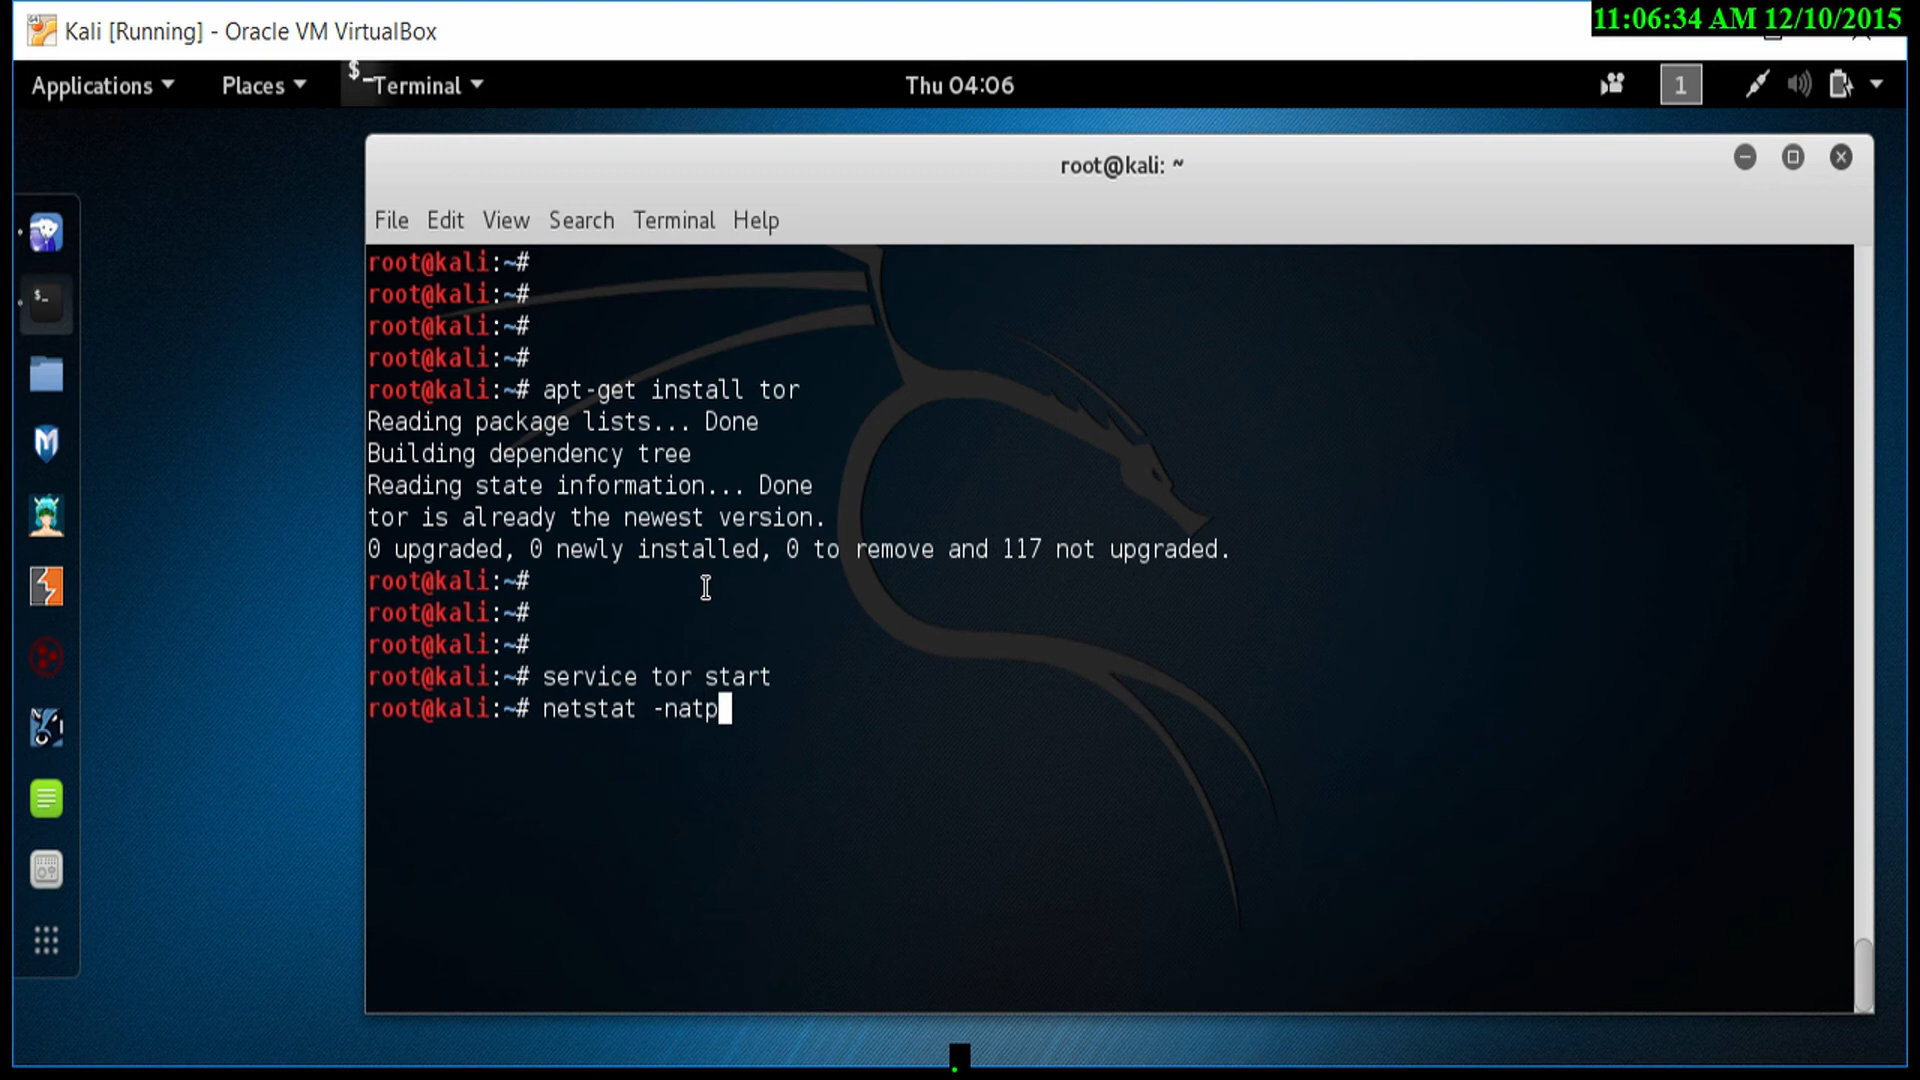 Kali [Running] - Oracle VM VirtualBox
11:06:34 AM 12/10/2015
Applications Places Terminal Thu 04:06 1
root@kali: ~
File Edit View Search Terminal Help
root@kali:~#
root@kali:~#
root@kali:~#
root@kali:~#
root@kali:~# apt-get install tor
Reading package lists... Done
Building dependency tree
Reading state information... Done
tor is already the newest version.
0 upgraded, 0 newly installed, 0 to remove and 117 not upgraded.
root@kali:~#
root@kali:~#
root@kali:~#
root@kali:~# service tor start
root@kali:~# netstat -natp